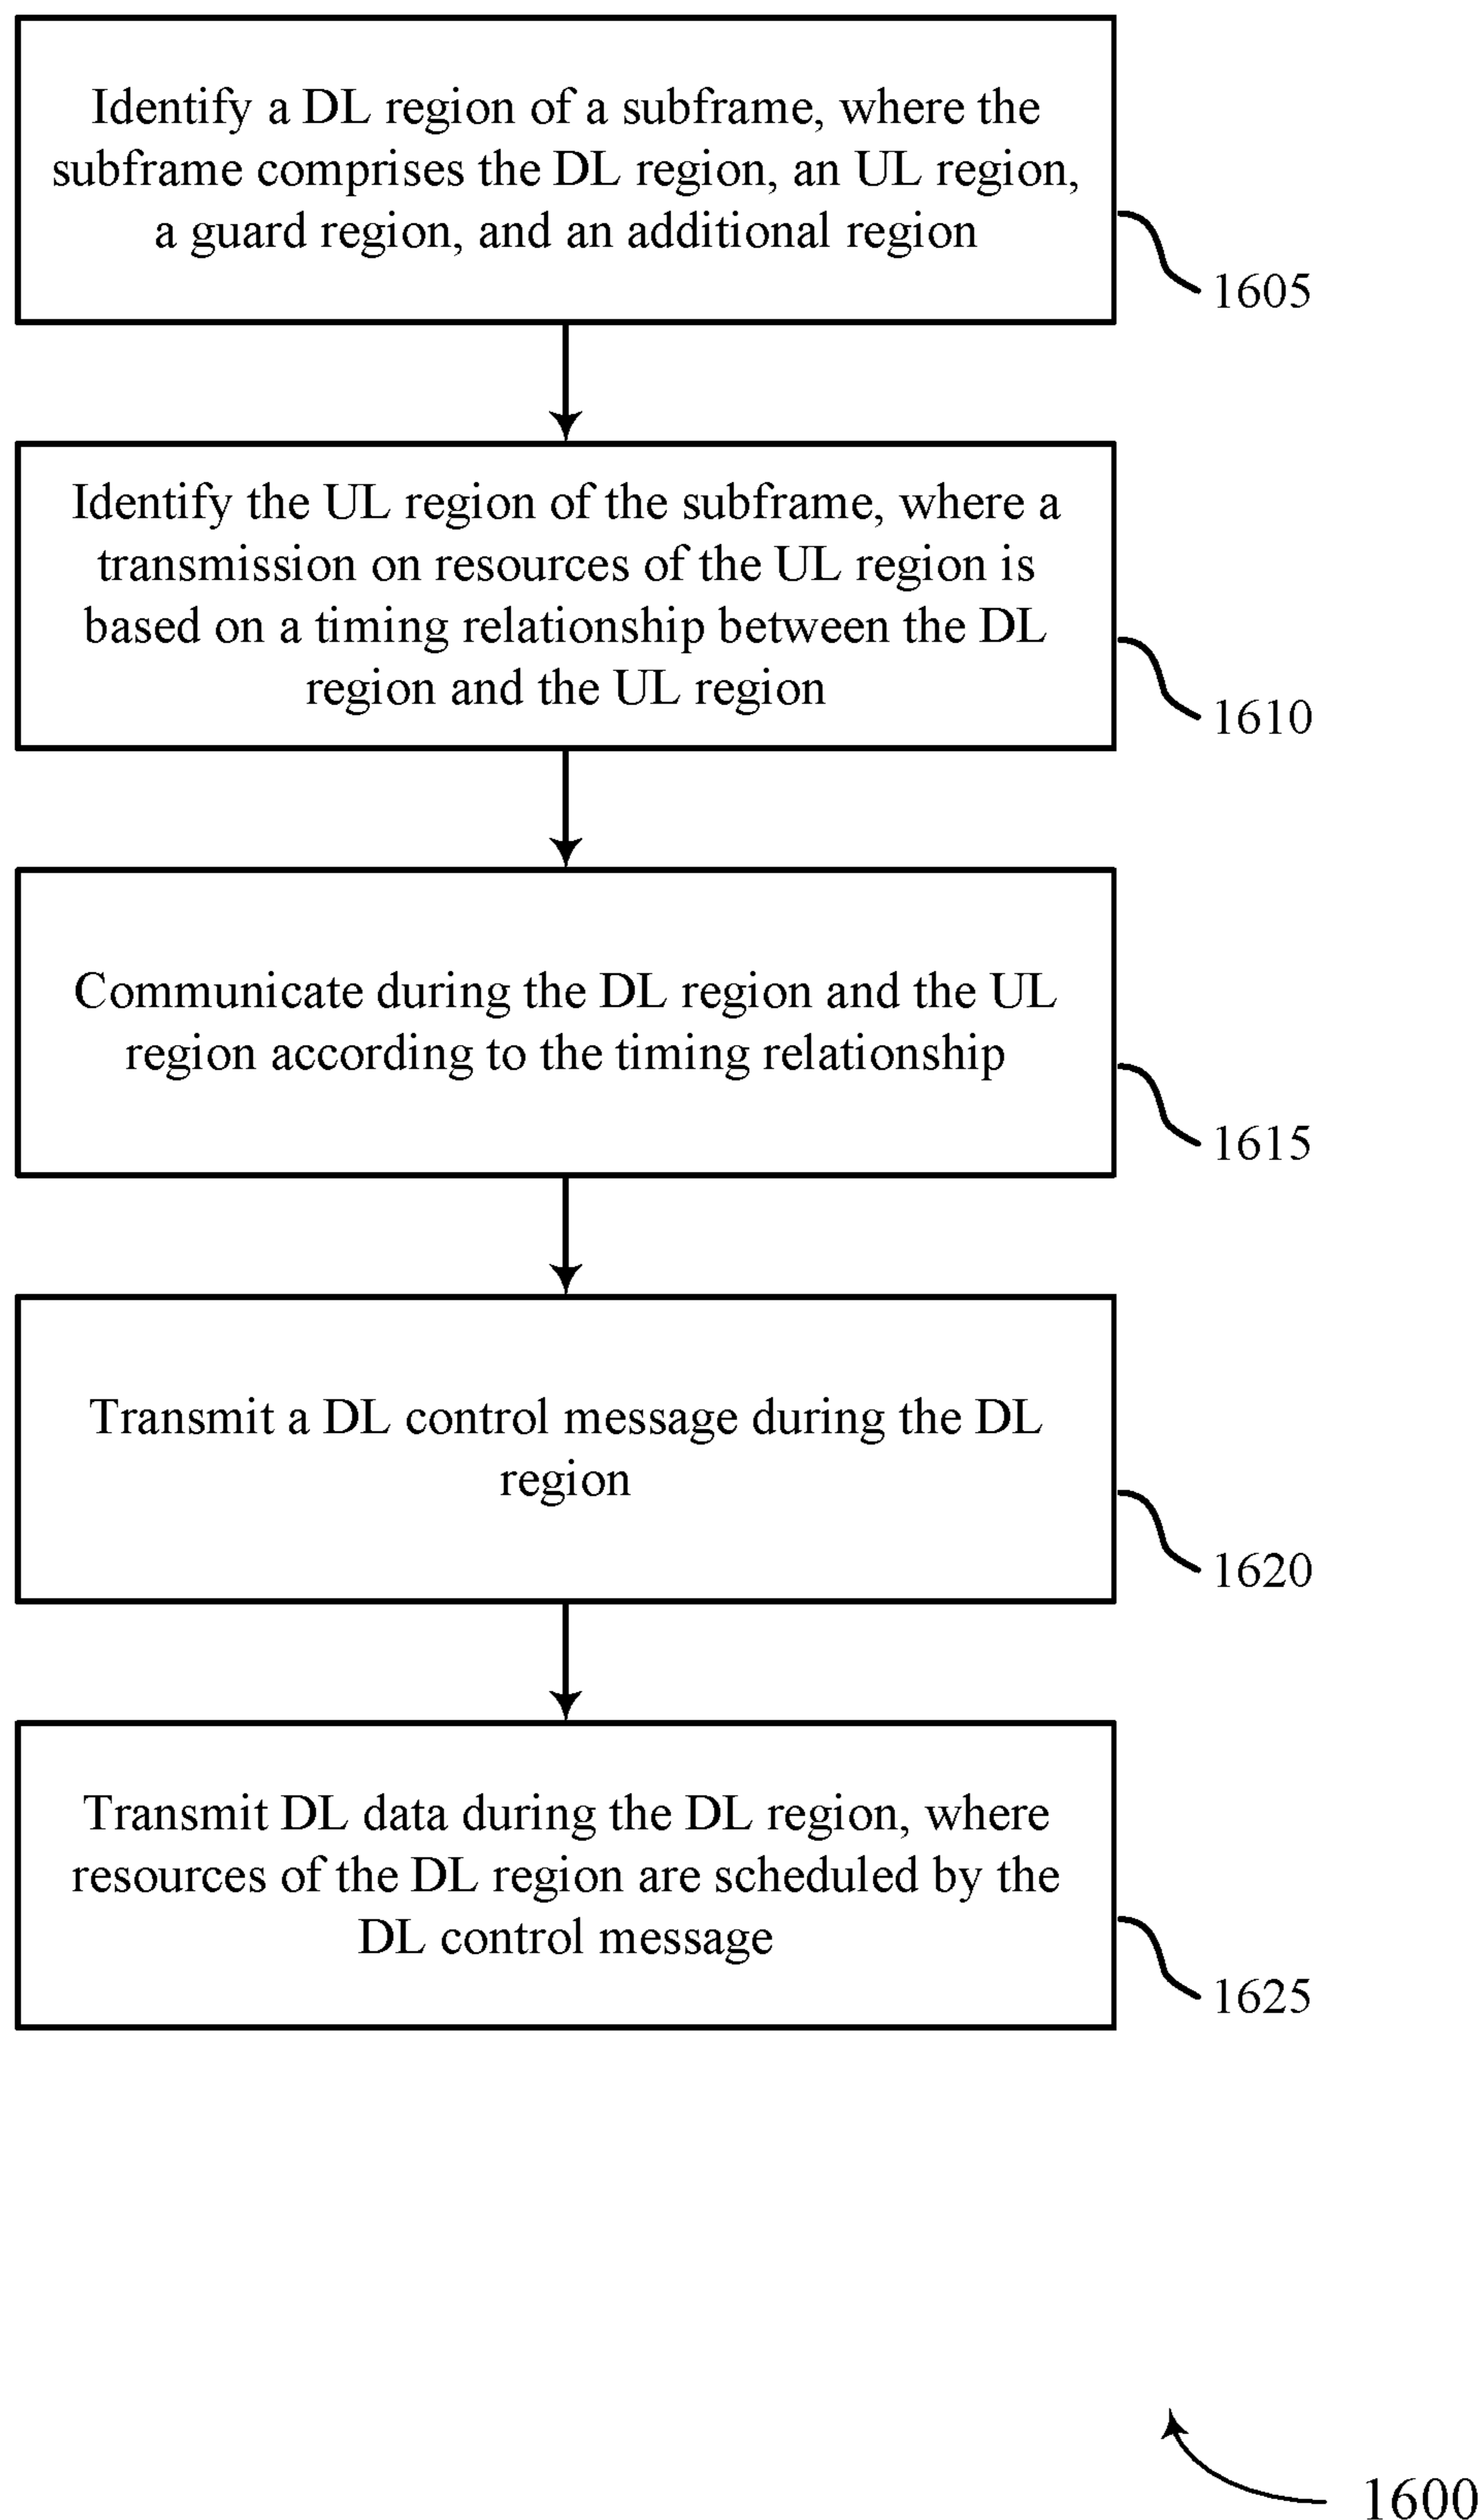 Identify a DL region of a subframe, where the
subframe comprises the DL region, an UL region,
a guard region, and an additional region
1605
Identify the UL region of the subframe, where a
transmission on resources of the UL region is
based on a timing relationship between the DL
region and the UL region
1610
Communicate during the DL region and the UL
region according to the timing relationship
1615
Transmit a DL control message during the DL
region
1620
Transmit DL data during the DL region, where
resources of the DL region are scheduled by the
DL control message
1625
1600